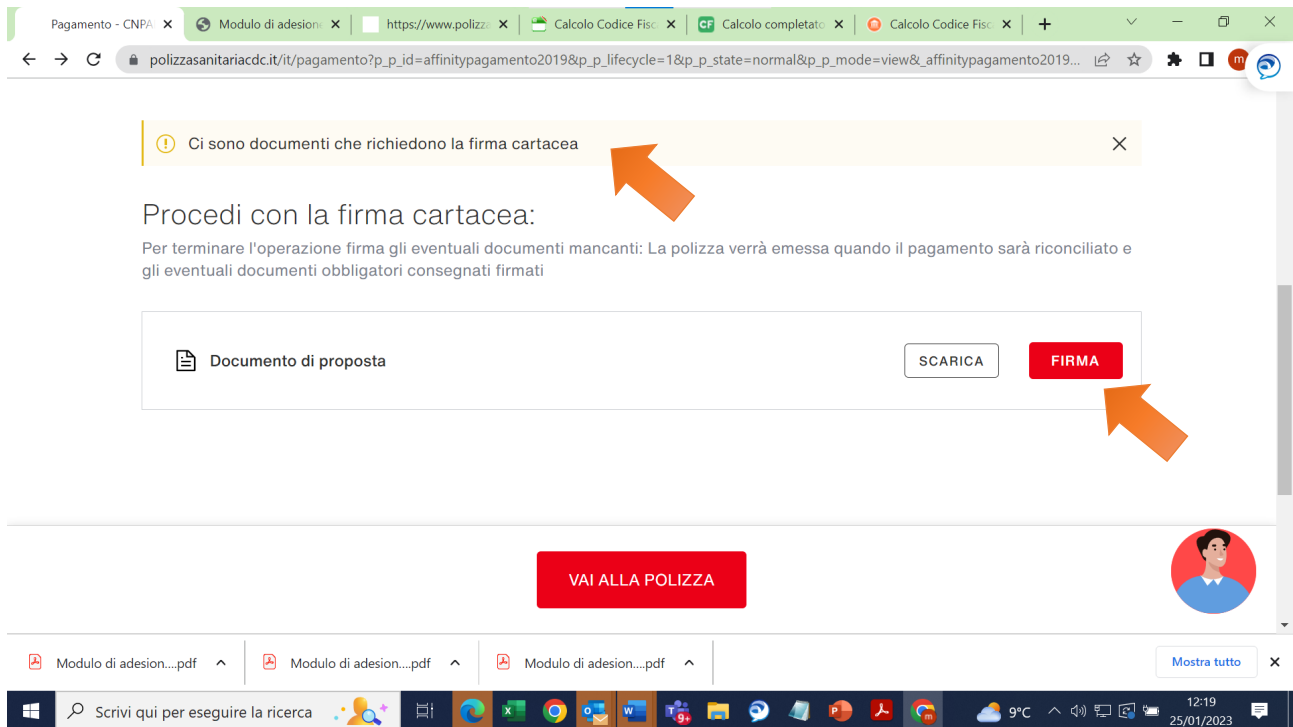 Pagamento - CNPA
Modulo di adesione
https://www.polizza
Calcolo Codice Fisc
Calcolo completato
Calcolo Codice Fisc
polizzasanitariacdc.it/it/pagamento?p_p_id=affinitypagamento2019&p_p_lifecycle=1&p_p_state=normal&p_p_mode=view&_affinitypagamento2019...
m
Ci sono documenti che richiedono la firma cartacea
Procedi con la firma cartacea:
Per terminare l'operazione firma gli eventuali documenti mancanti: La polizza verrà emessa quando il pagamento sarà riconciliato e
gli eventuali documenti obbligatori consegnati firmati
Documento di proposta
SCARICA
FIRMA
VAI ALLA POLIZZA
Modulo di adesion....pdf
Modulo di adesion....pdf
Modulo di adesion....pdf
Mostra tutto
Scrivi qui per eseguire la ricerca
9+
9°C
12:19
25/01/2023